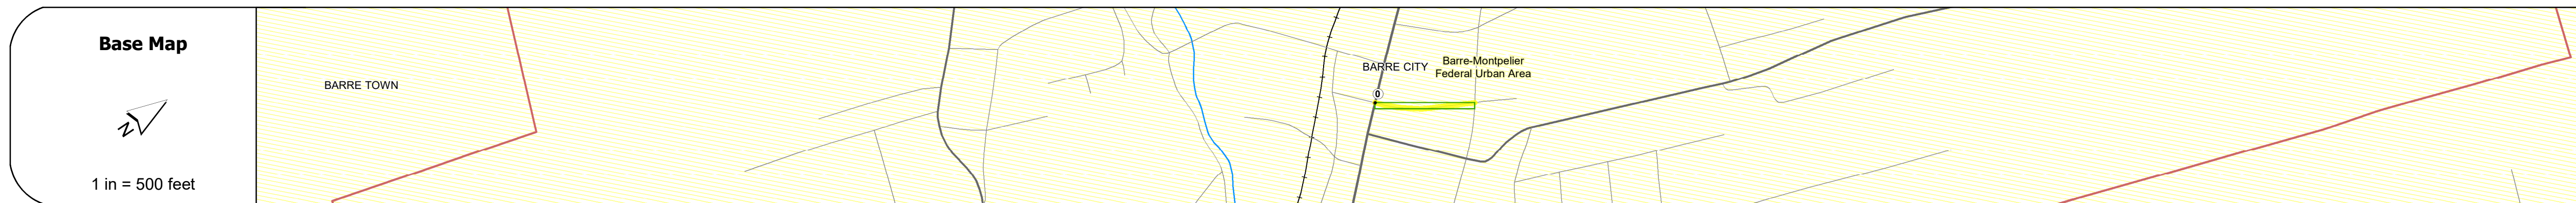 Base Map
N
1 in = 500 feet
BARRE TOWN
BARRE CITY
Barre-Montpelier
Federal Urban Area
0